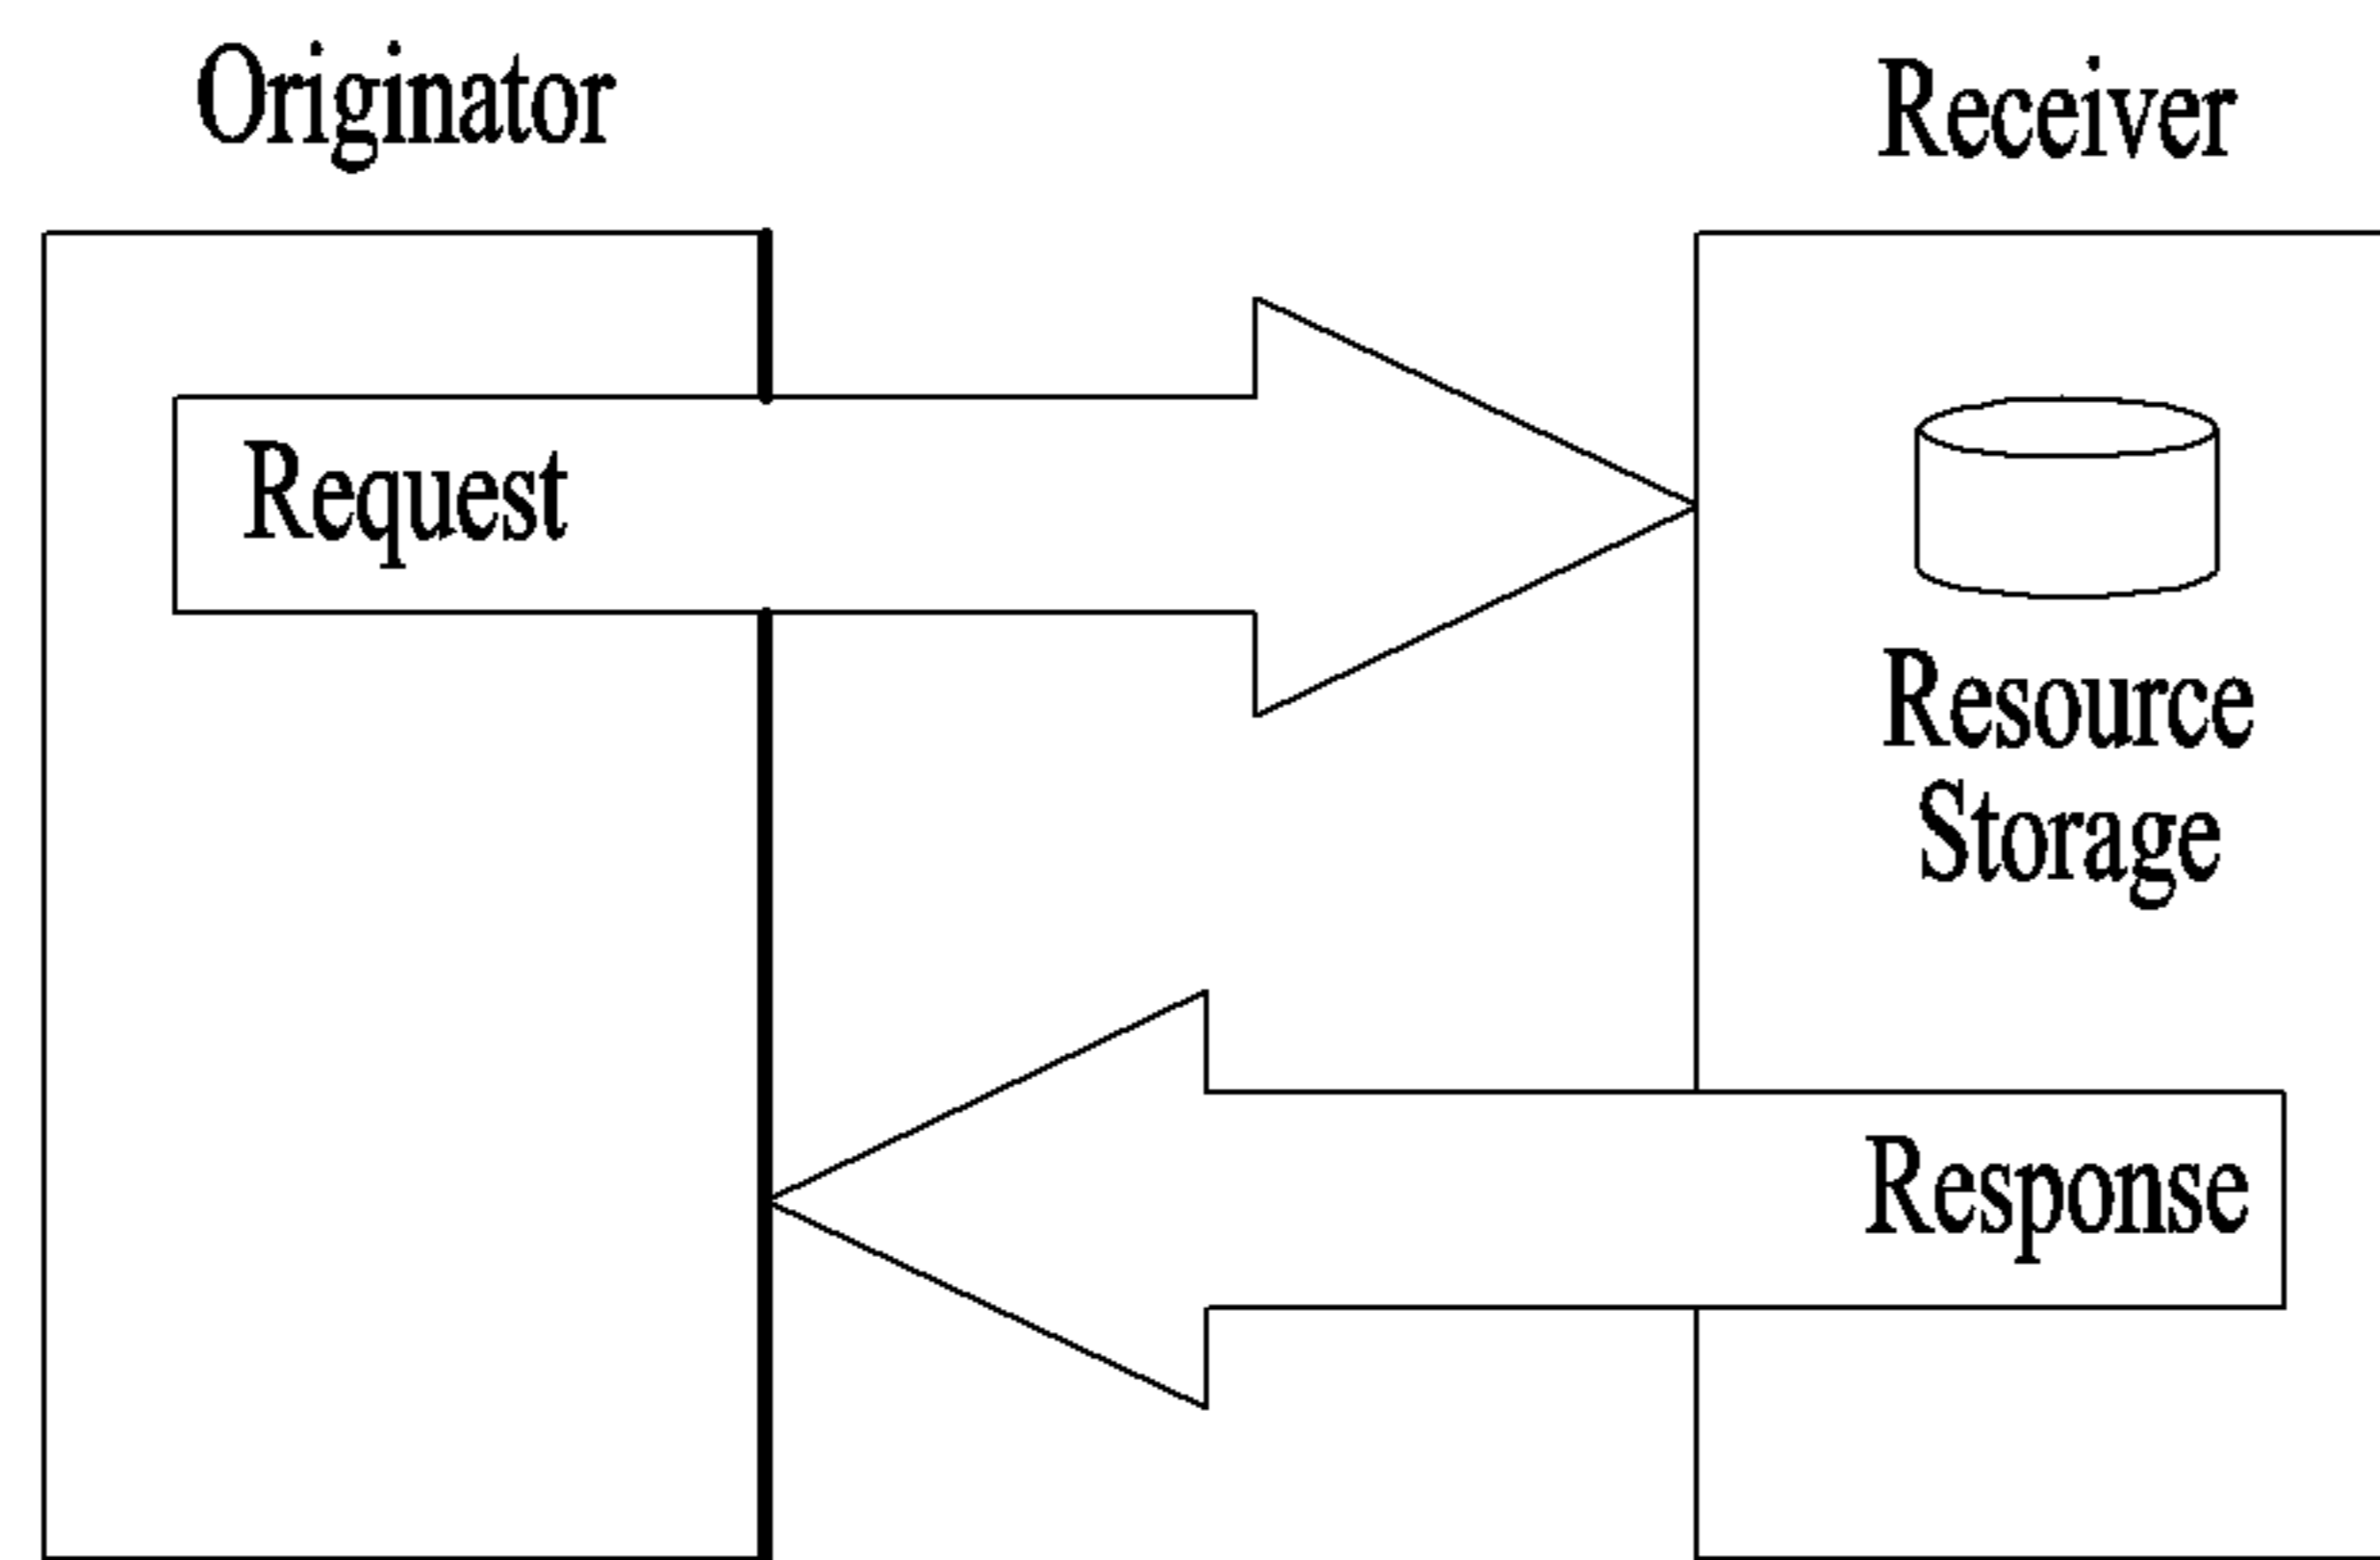 Originator
Receiver
Request
Resource
Storage
Response